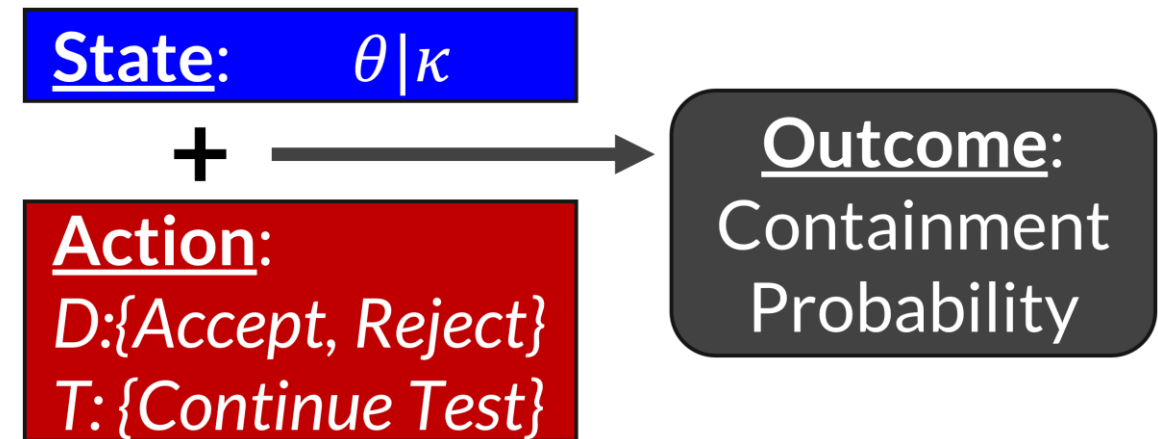 State: θ|κ
+
Action:
D:{Accept, Reject}
T: {Continue Test}
Outcome:
Containment
Probability